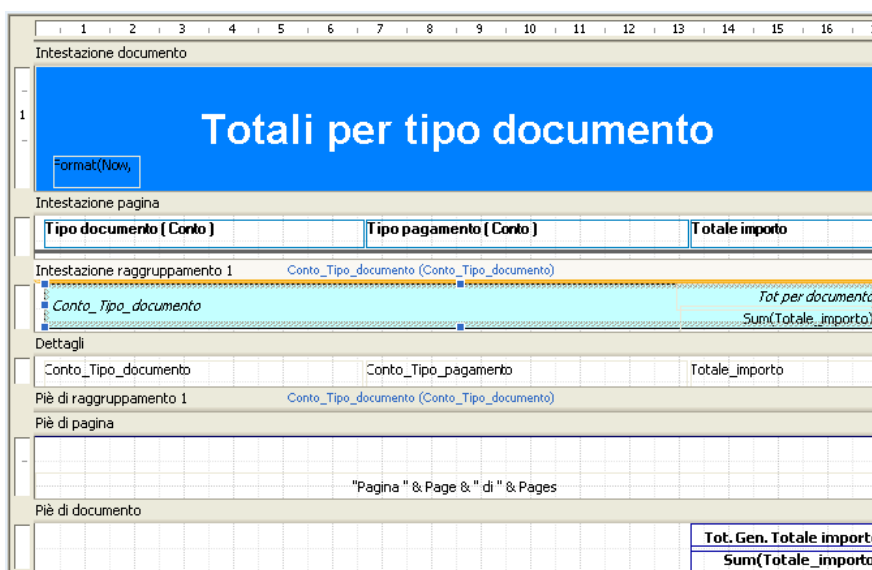 1 2 3 4 5 6 7 8 9 10 11 12 13 14 15 16
Intestazione documento
1
Totali per tipo documento
Format(Now,
Intestazione pagina
Tipo documento ( Conto ) Tipo pagamento ( Conto ) Totale importo
Intestazione raggruppamento 1 Conto_Tipo_documento (Conto_Tipo_documento)
Tot per documento
Conto_Tipo_documento
Sum(Totale_importo)
Dettagli
Conto_Tipo_documento Conto_Tipo_pagamento Totale_importo
Piè di raggruppamento 1 Conto_Tipo_documento (Conto_Tipo_documento)
Piè di pagina
"Pagina " & Page & " di " & Pages
Piè di documento
Tot. Gen. Totale importo
Sum(Totale_importo